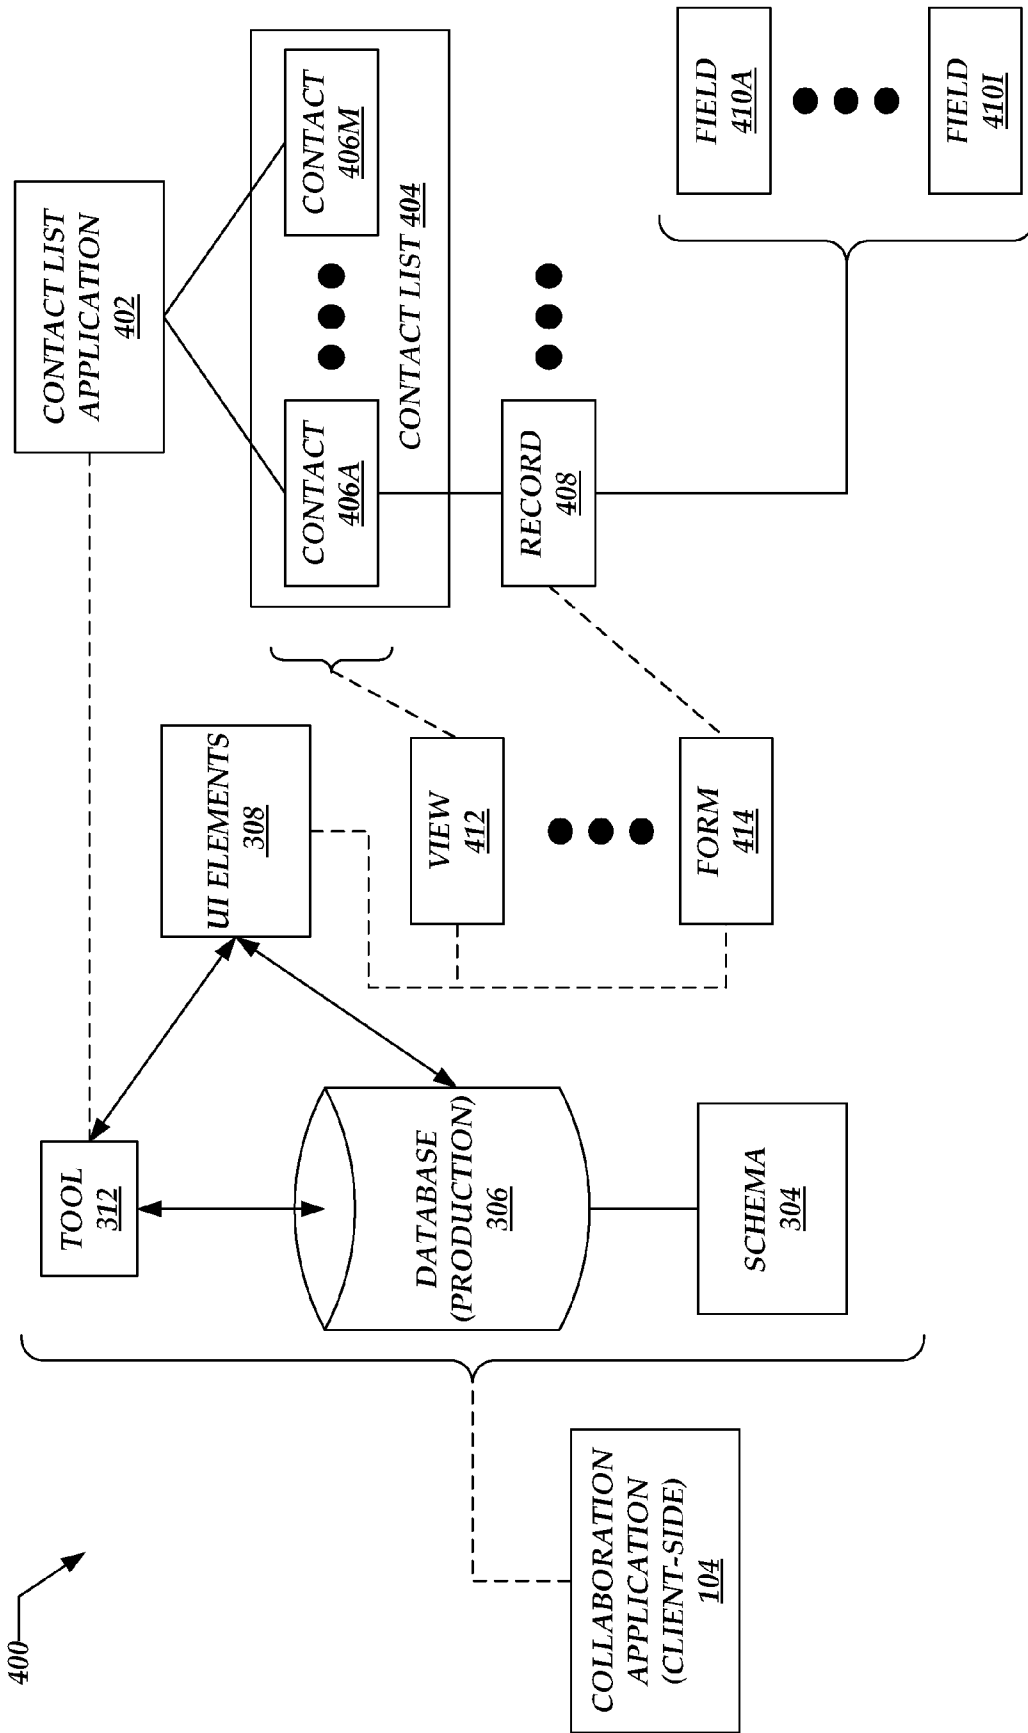 400
COLLABORATION
APPLICATION
(CLIENT-SIDE)
104
TOOL
312
DATABASE
(PRODUCTION)
306
SCHEMA
304
UI ELEMENTS
308
VIEW
412
FORM
414
CONTACT LIST
APPLICATION
402
CONTACT
406A
CONTACT
406M
CONTACT LIST 404
RECORD
408
FIELD
410A
FIELD
410I